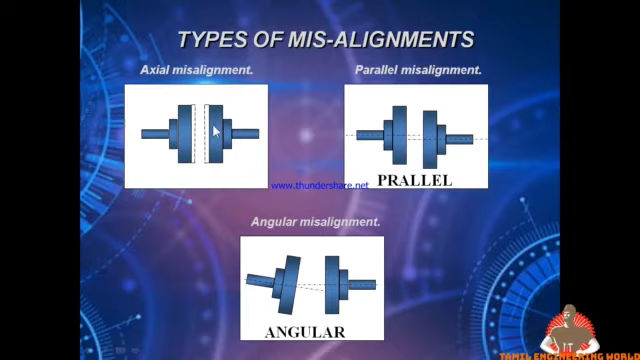 TYPES OF MIS-ALIGNMENTS
Axial misalignment.
Parallel misalignment.
PRALLEL
www.thundershare.net
Angular misalignment.
ANGULAR
TAMIL ENGINEERING WORLD